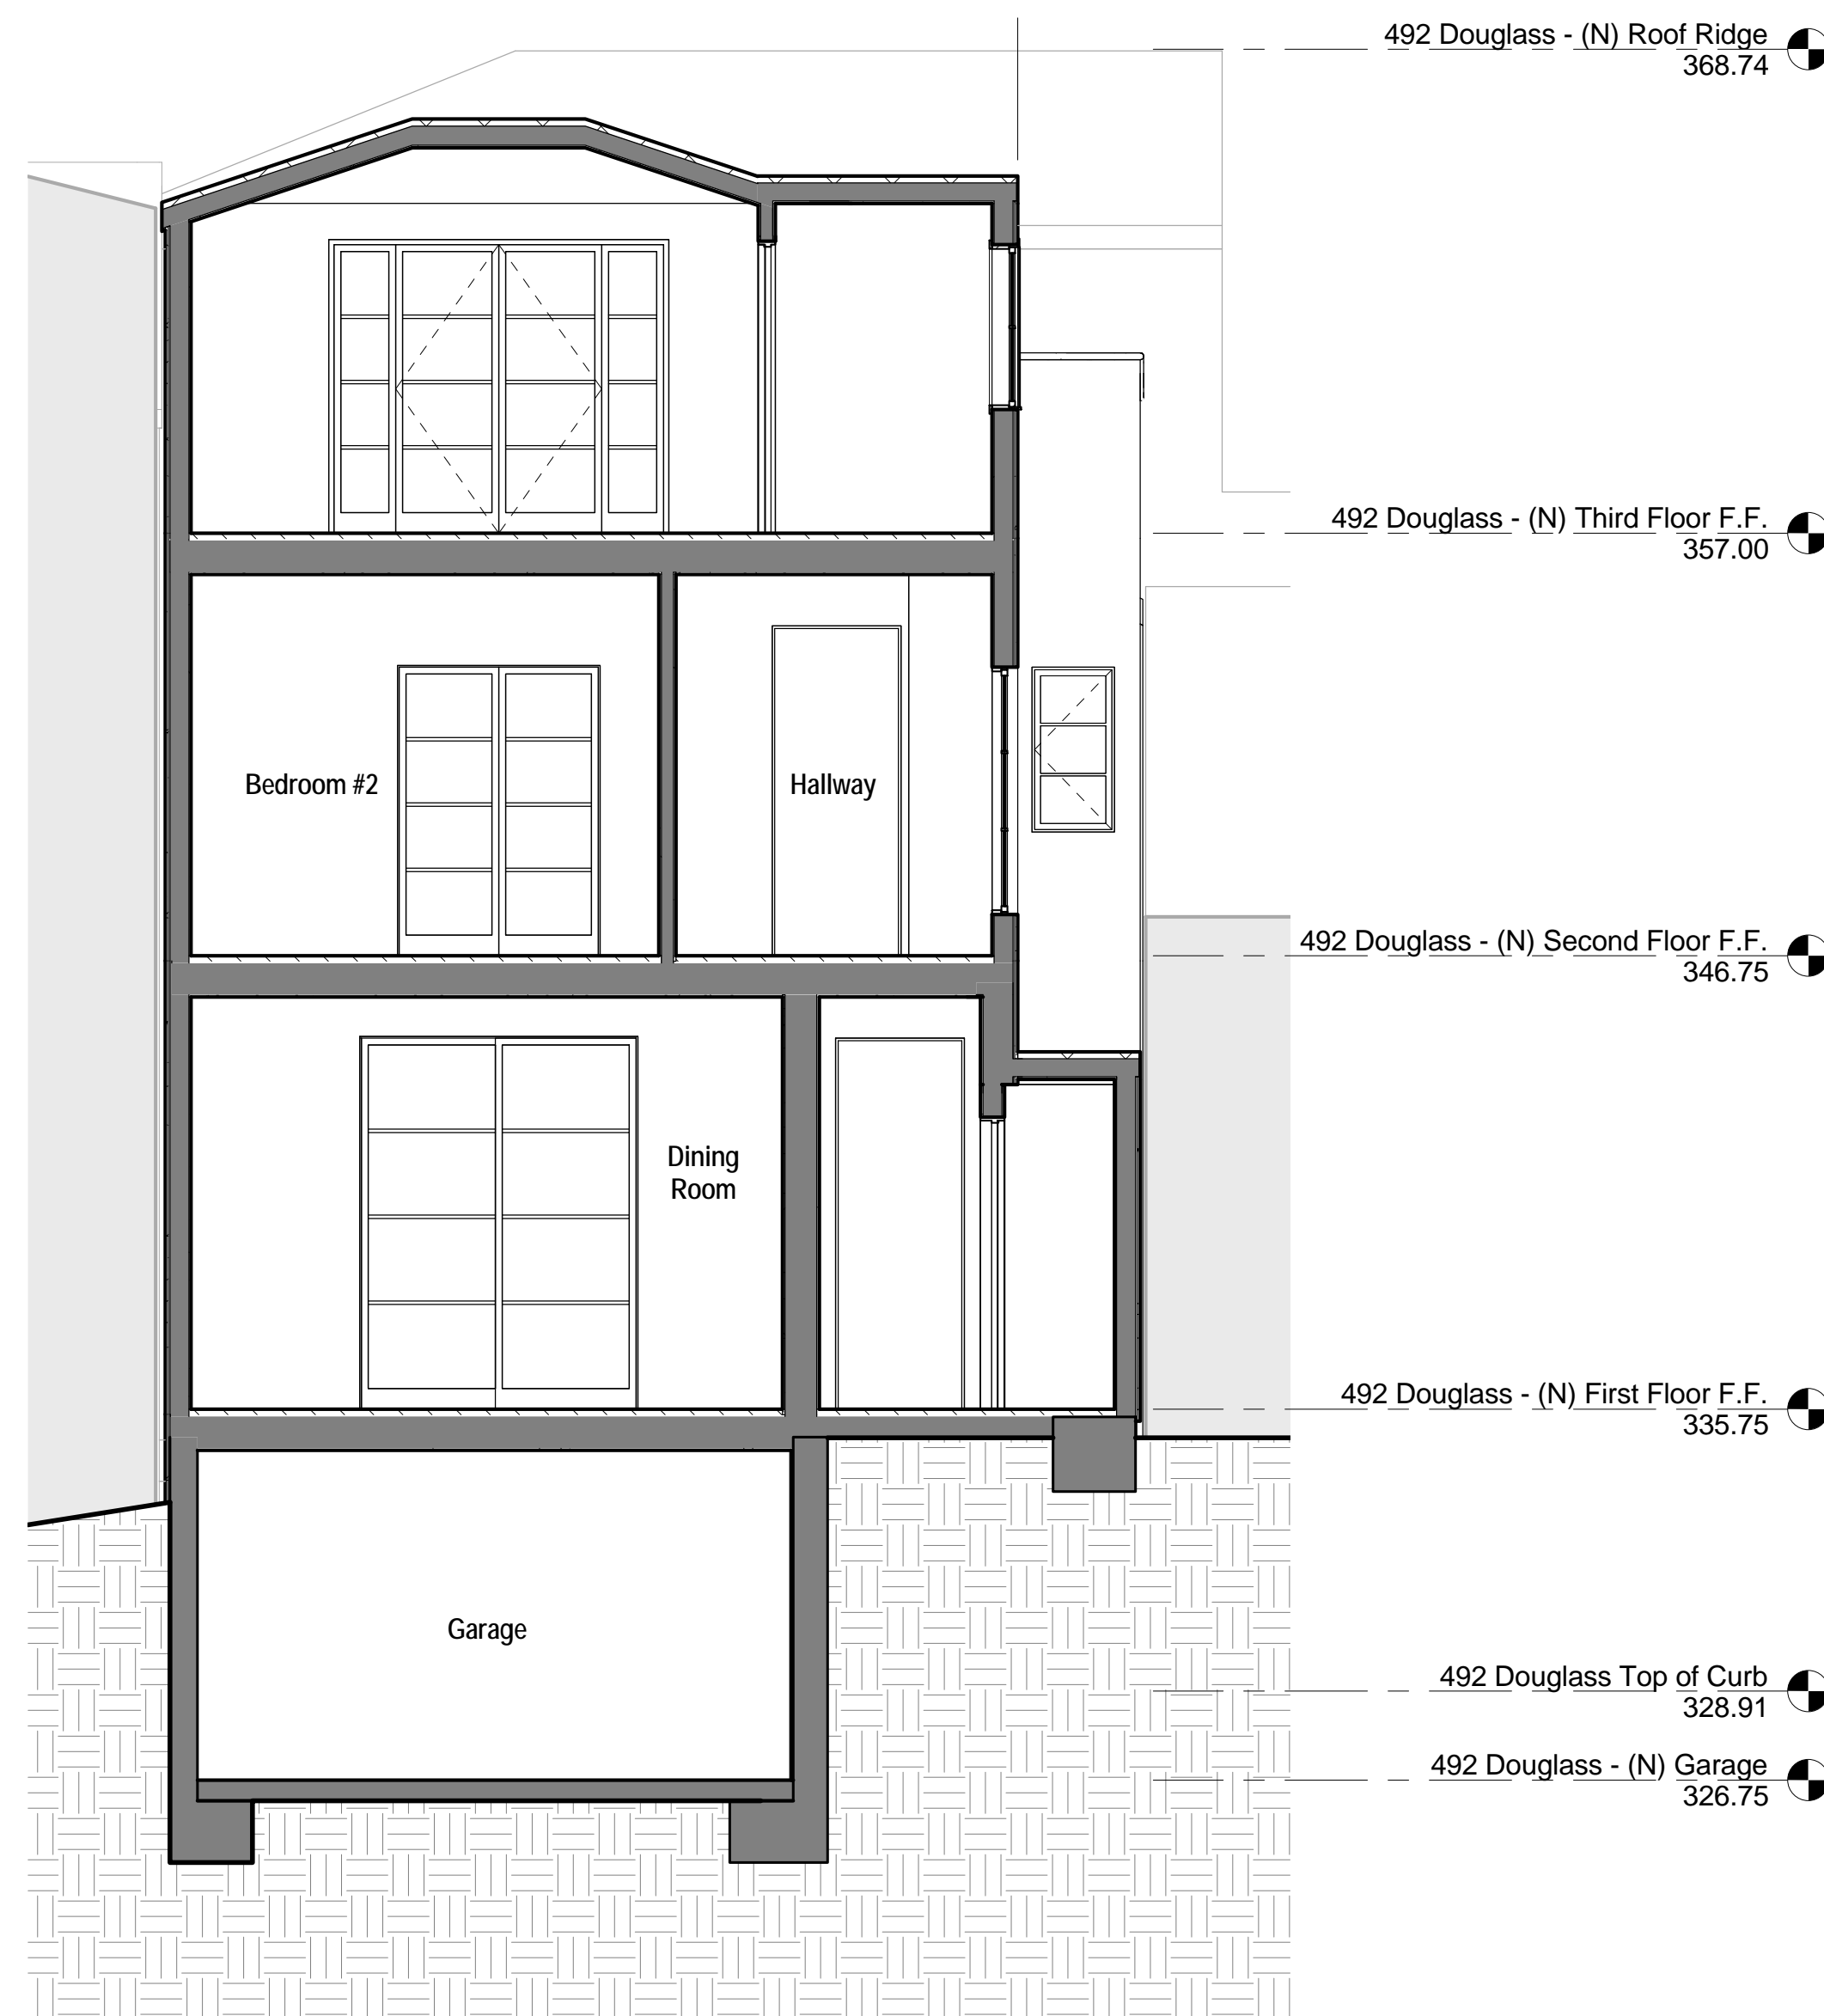 492 Douglass - (N) Roof Ridge
368.74
492 Douglass - (N) Third Floor F.F.
357.00
Bedroom #2
Hallway
492 Douglass - (N) Second Floor F.F.
346.75
Dining
Room
492 Douglass - (N) First Floor F.F.
335.75
Garage
492 Douglass Top of Curb
328.91
492 Douglass - (N) Garage
326.75